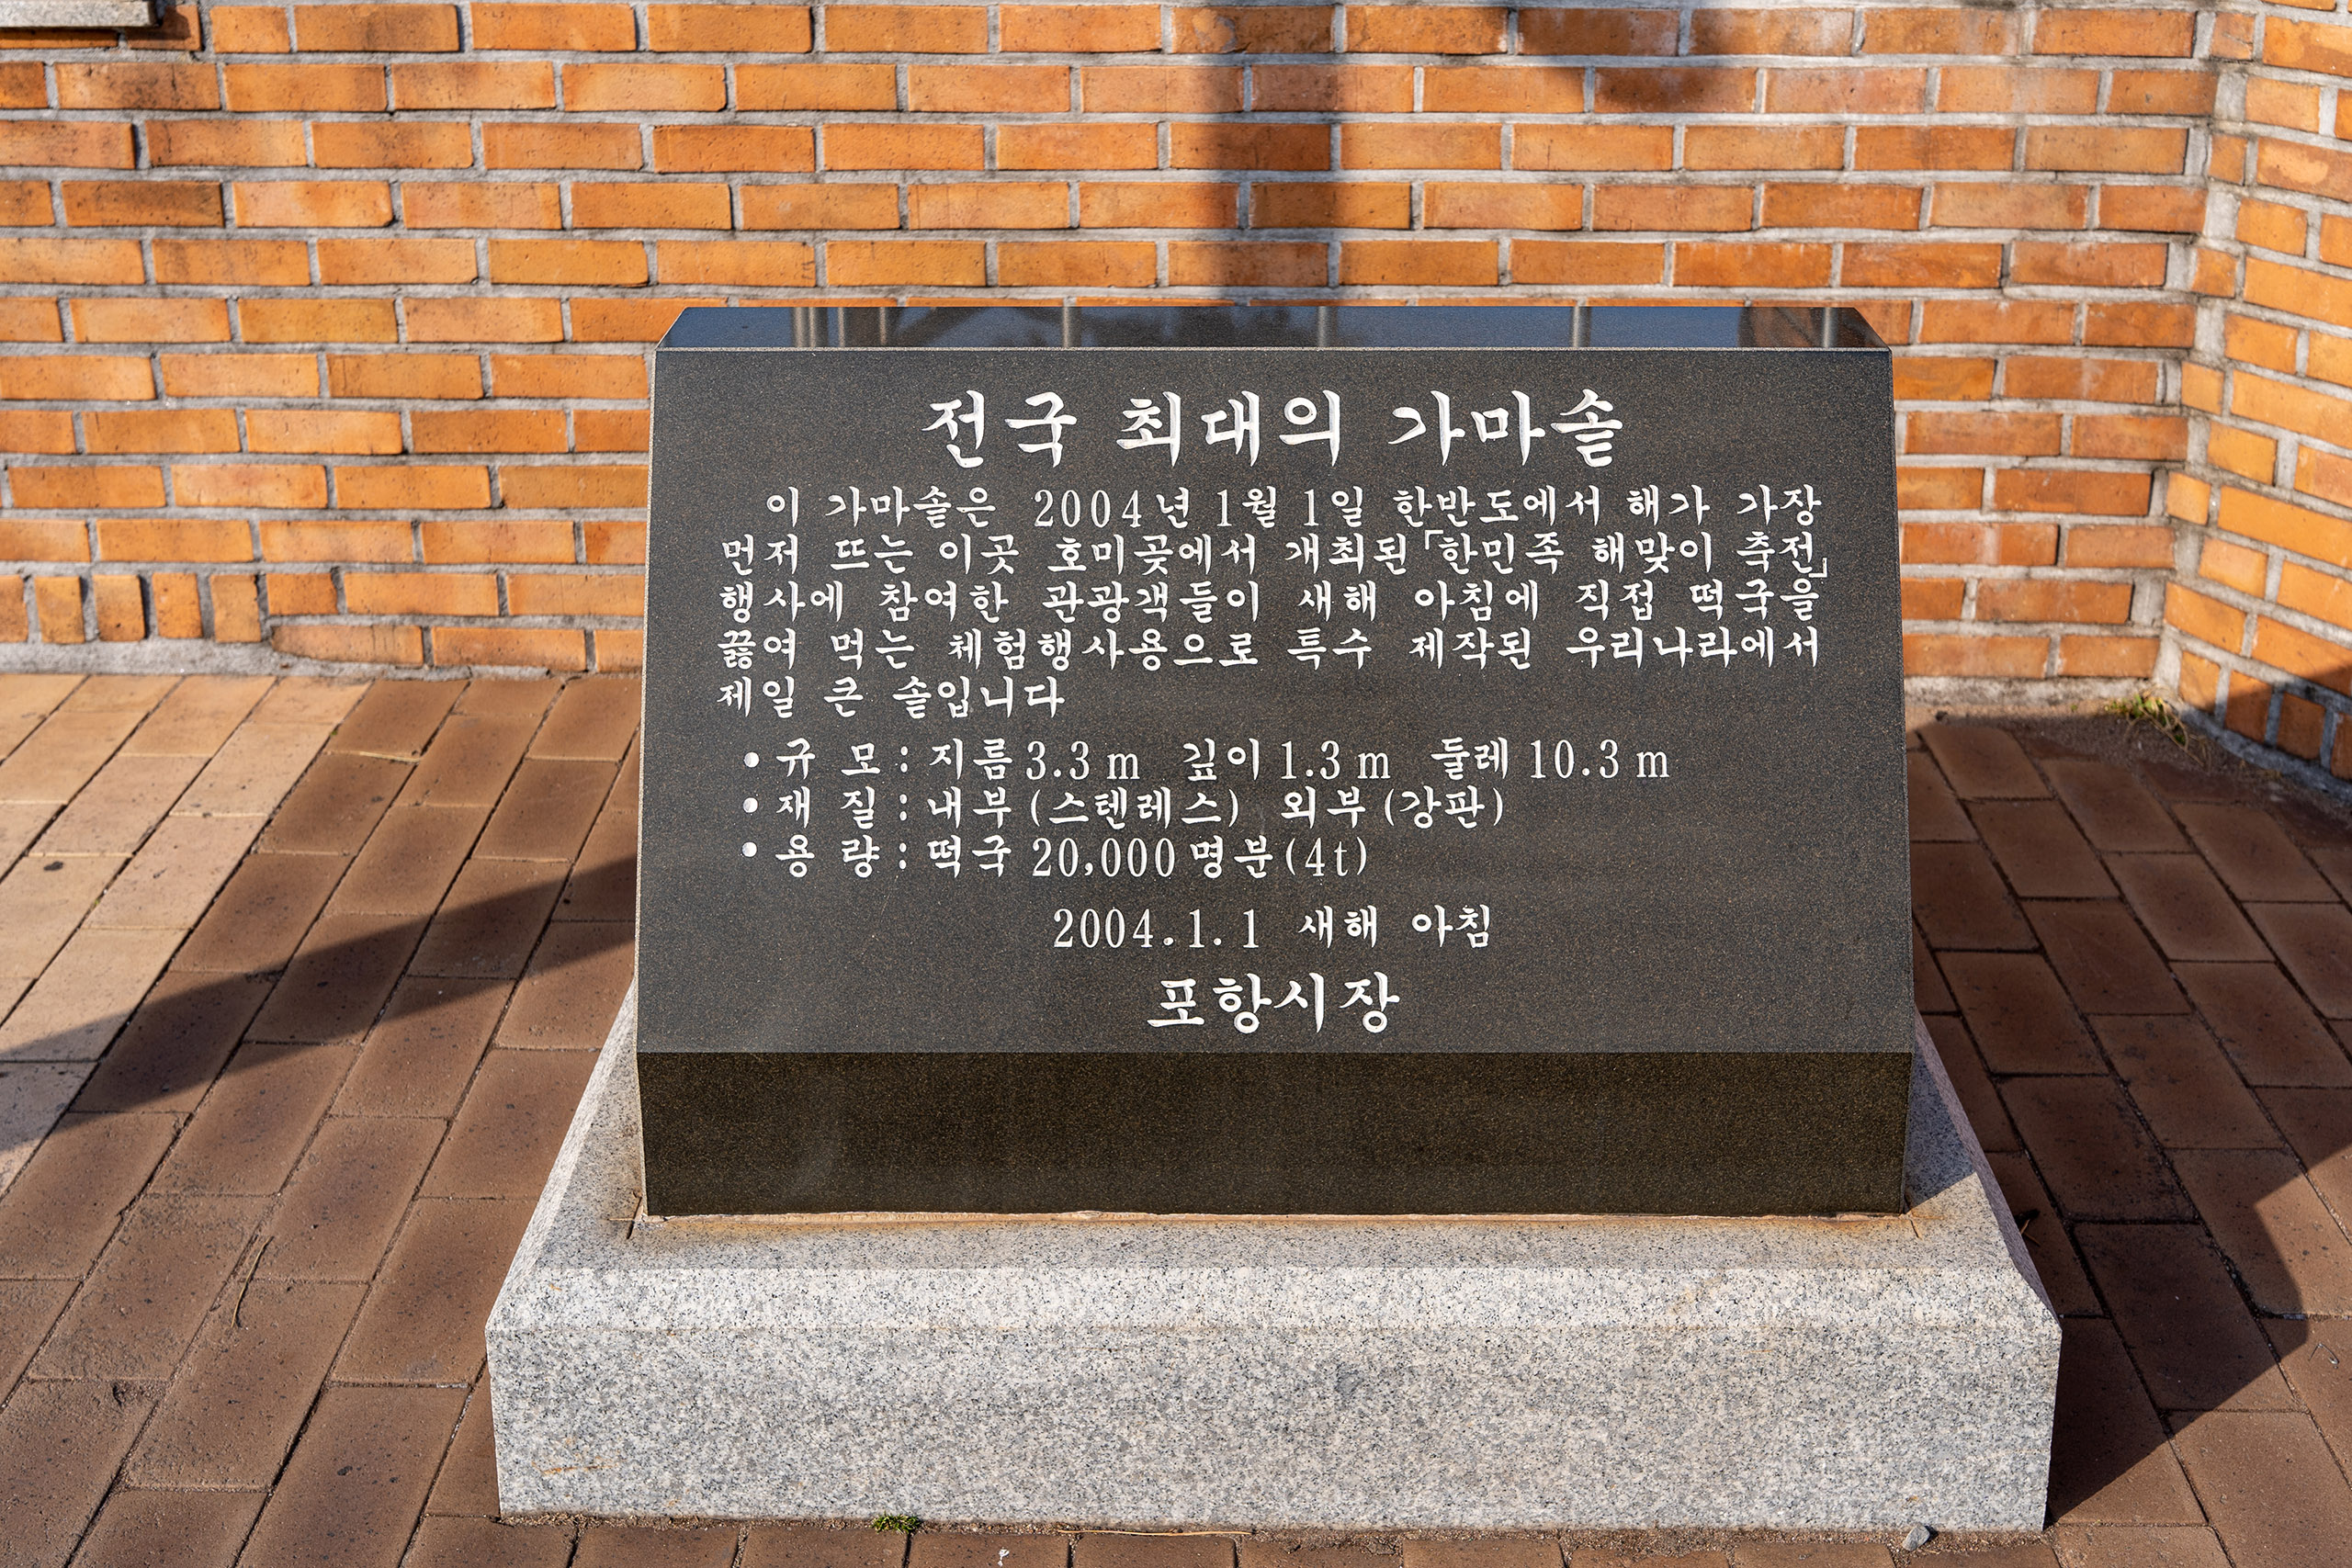 전국 최대의 가마솥
이 가마솥은 2004년 1월 1일 한반도에서 해가 가장
먼저 뜨는 이곳 호미곶에서 개최된 「한민족 해맞이 축전」
행사에 참여한 관광객들이 새해 아침에 직접 떡국을
끓여 먹는 체험행사용으로 특수 제작된 우리나라에서
제일 큰 솥입니다
• 규 모 : 지름 3.3 m 깊이 1.3 m 둘레 10.3 m
• 재 질 : 내부 (스텐레스) 외부 (강판)
• 용 량 : 떡국 20,000 명분 (4t)
2004.1.1 새해 아침
포항시장